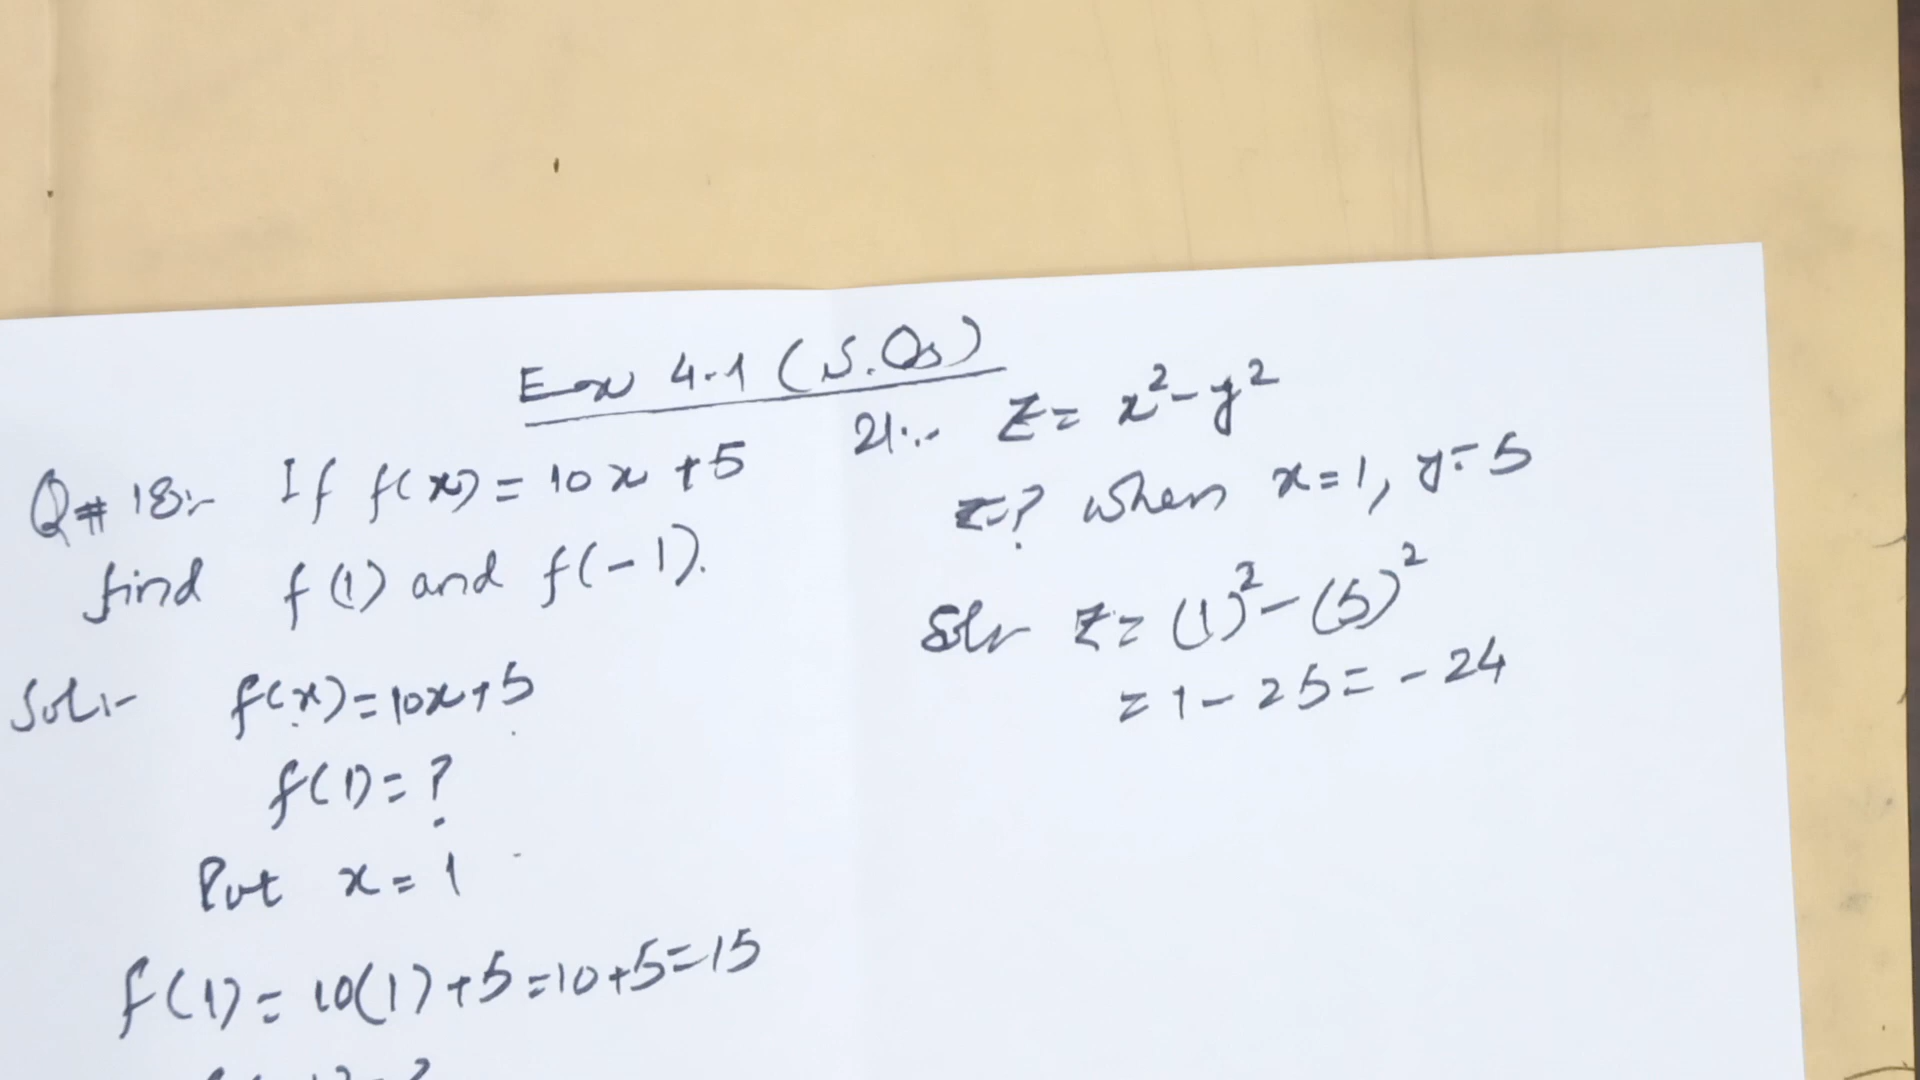 Ex 4.1 (S.Qs)
Q#18:- If f(x) = 10x + 5
find f(1) and f(-1).
Sol:- f(x) = 10x + 5
f(1) = ?
Put x = 1
f(1) = 10(1) + 5 = 10 + 5 = 15
21:- Z = x² - y²
Z = ? when x = 1, y = 5
Sol:- Z = (1)² - (5)²
= 1 - 25 = -24